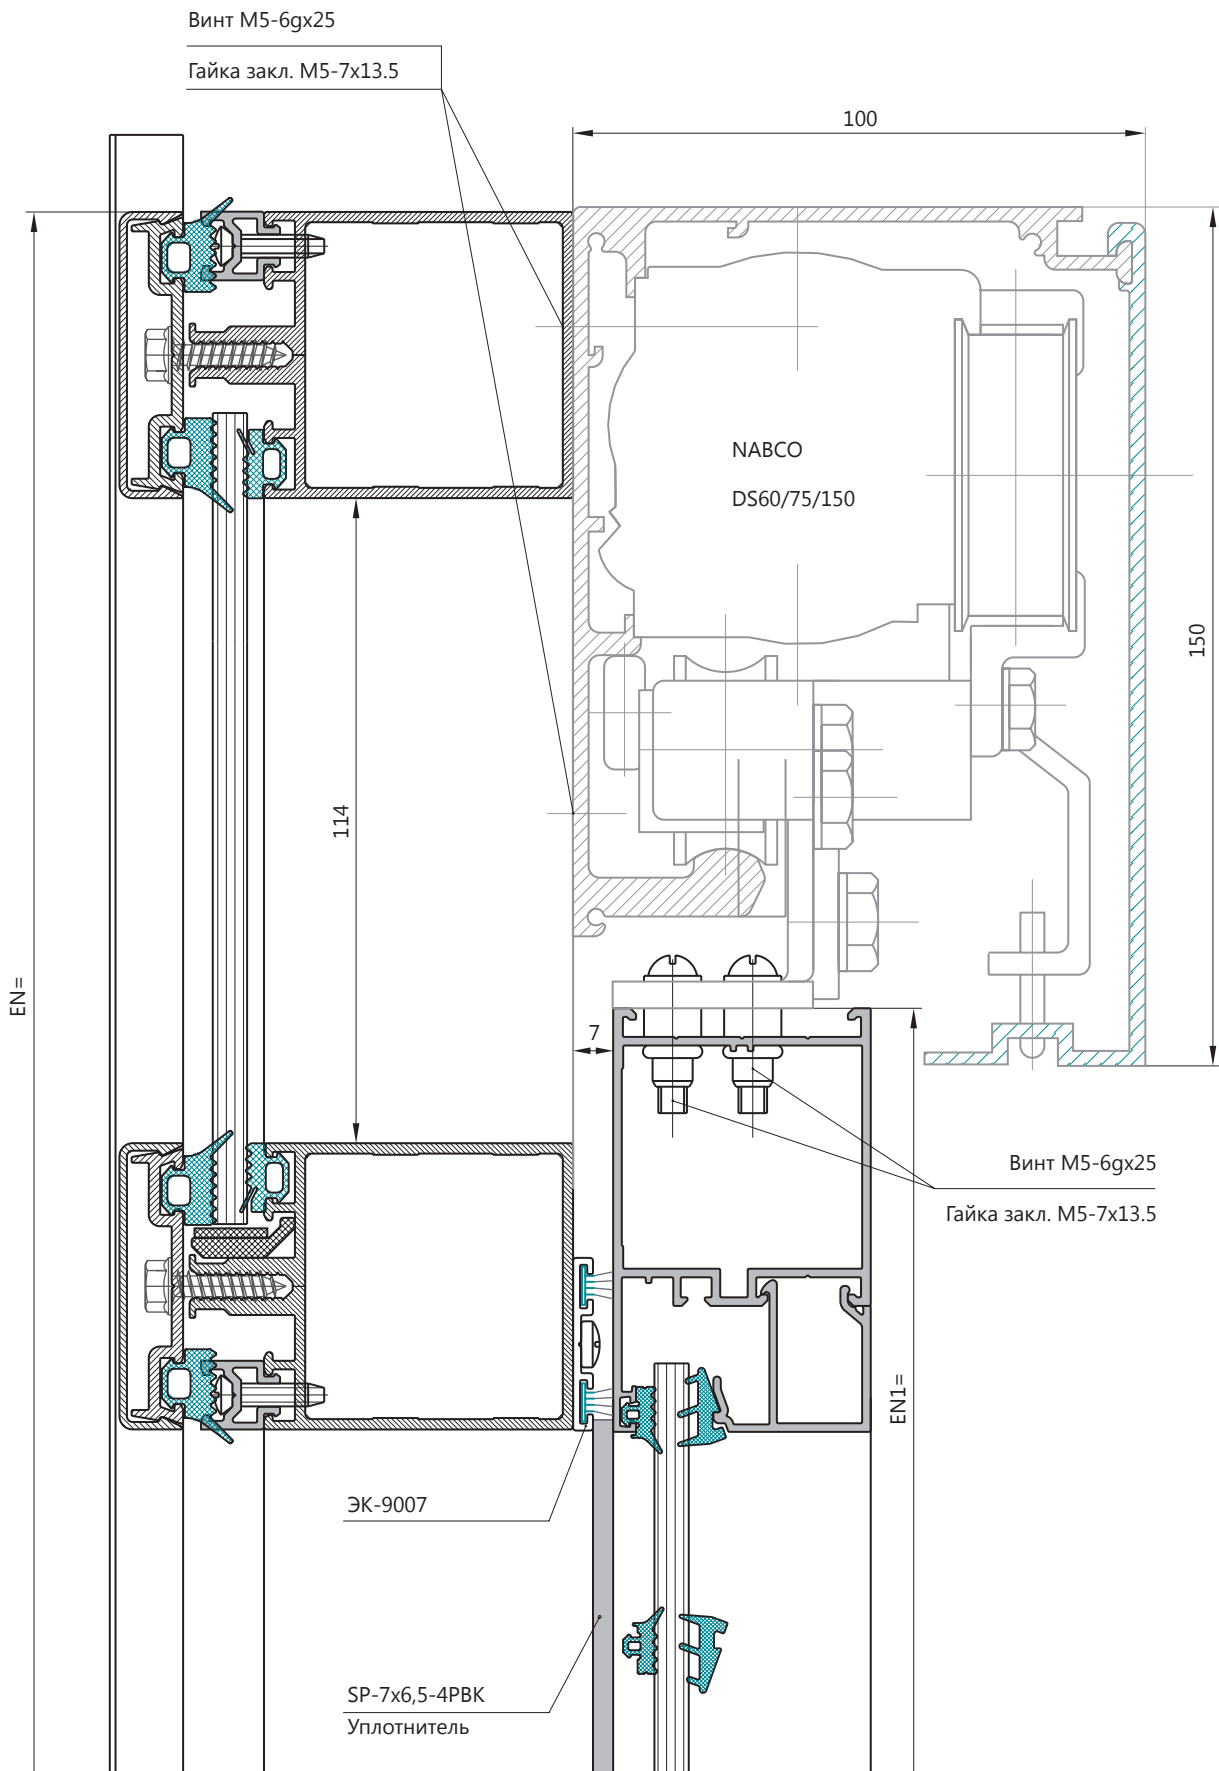 Винт М5-6gx25
Гайка закл. М5-7x13.5
100
NABCO
DS60/75/150
150
114
EN=
7
Винт М5-6gx25
Гайка закл. М5-7x13.5
EN1=
ЭК-9007
SP-7x6,5-4РВК
Уплотнитель